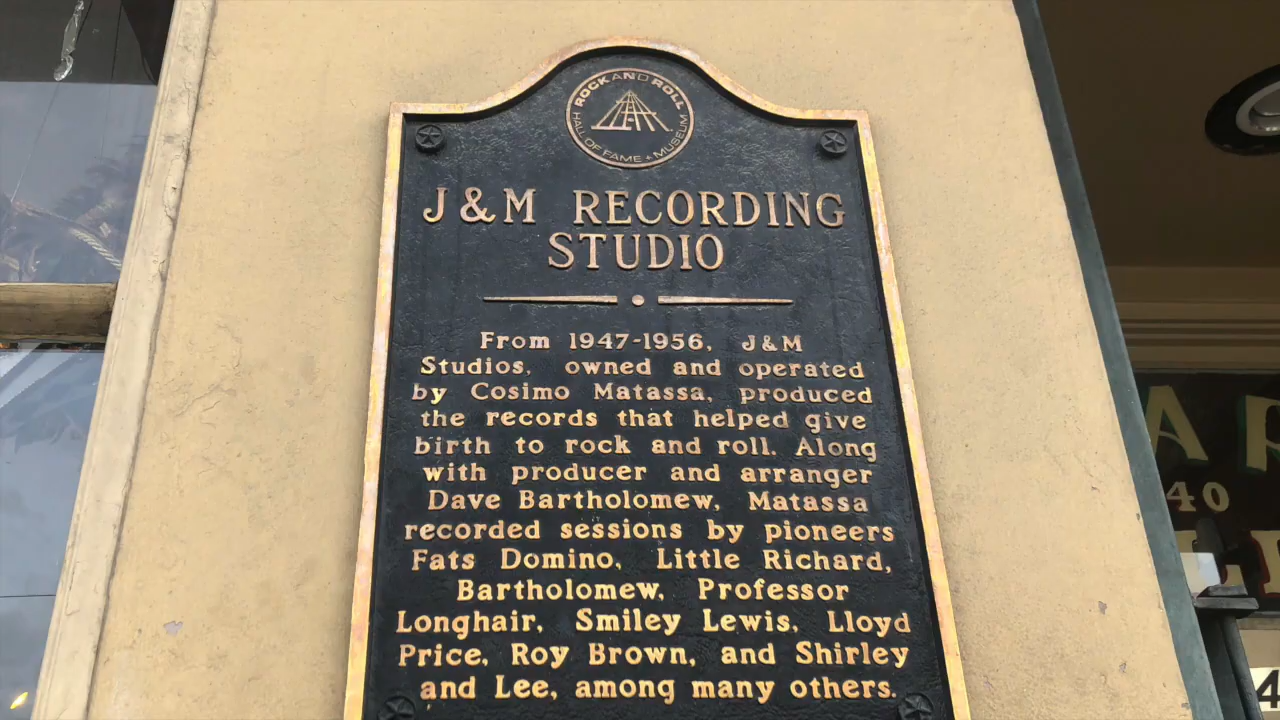 ROCK AND ROLL
HALL OF FAME + MUSEUM
J&M RECORDING
STUDIO
From 1947-1956, J&M
Studios, owned and operated
by Cosimo Matassa, produced
the records that helped give
birth to rock and roll. Along
with producer and arranger
Dave Bartholomew, Matassa
recorded sessions by pioneers
Fats Domino, Little Richard,
Bartholomew, Professor
Longhair, Smiley Lewis, Lloyd
Price, Roy Brown, and Shirley
and Lee, among many others.
40
4